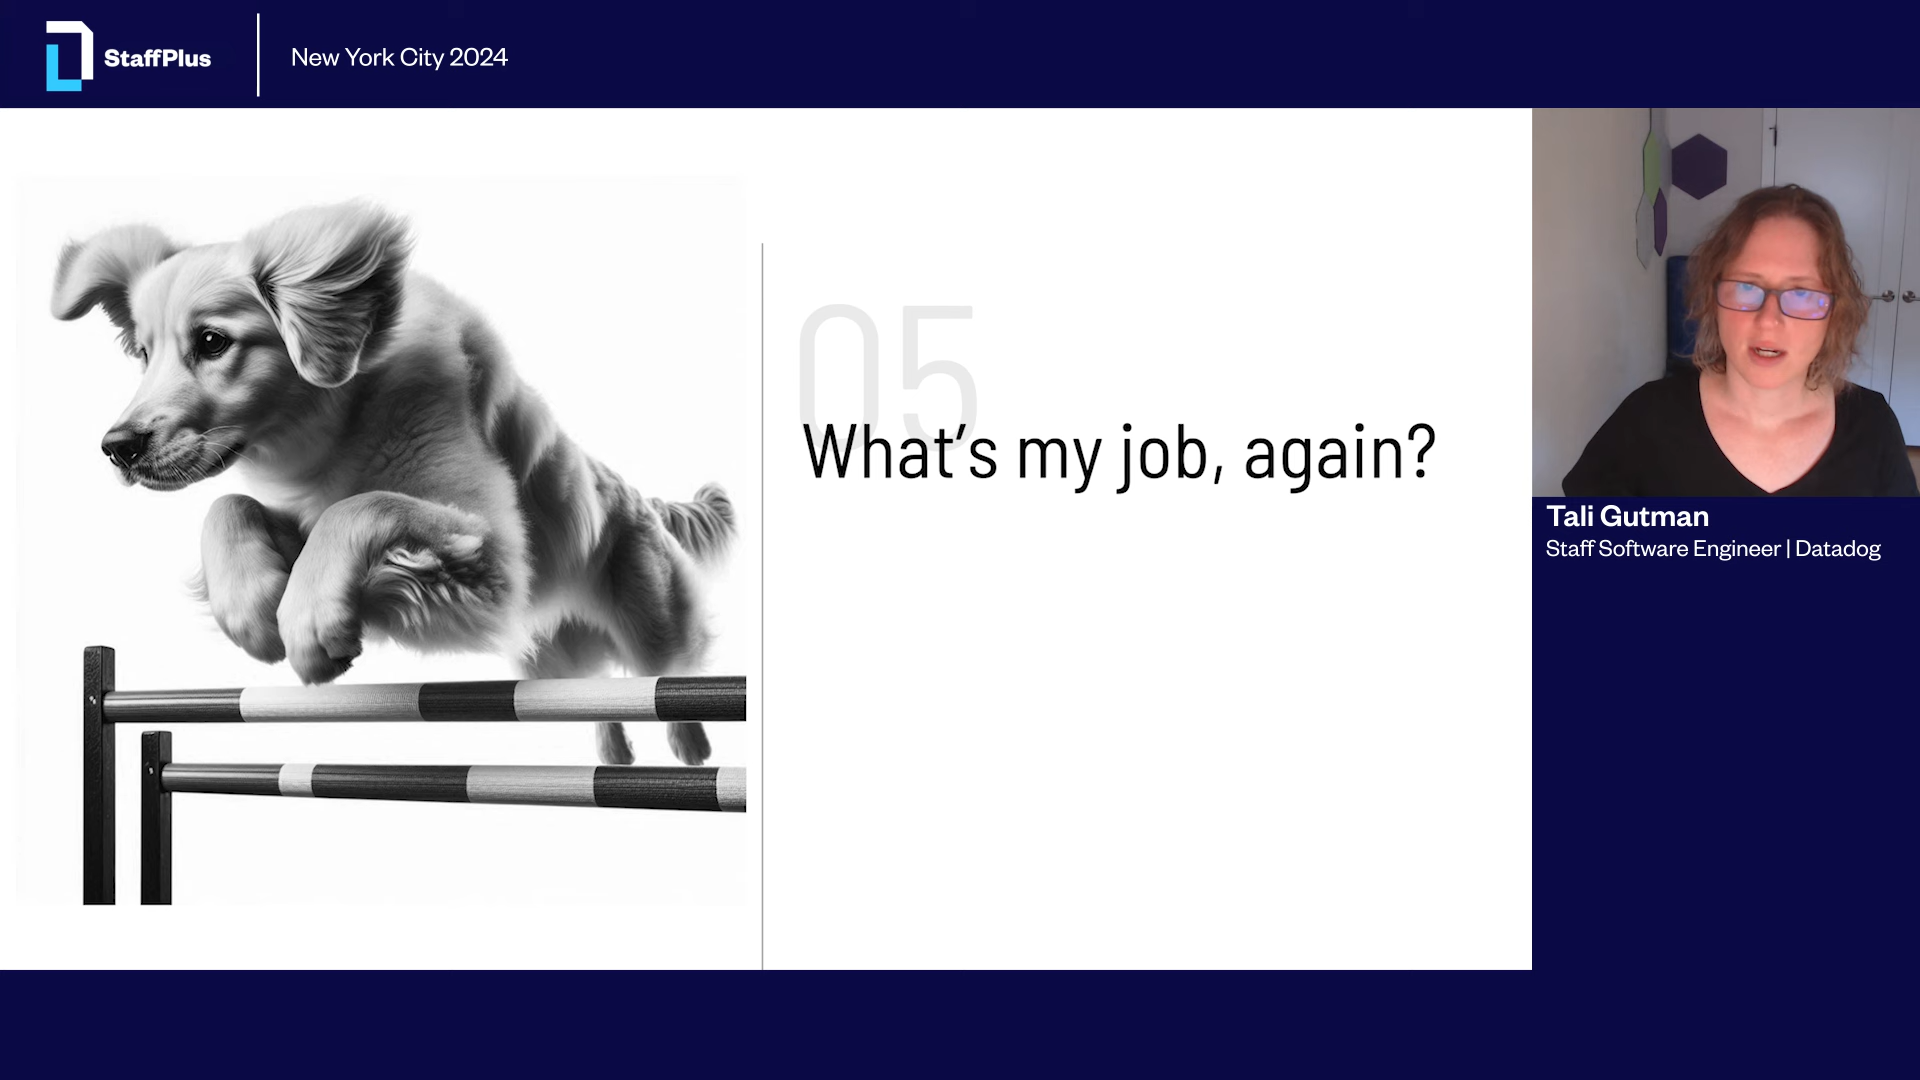 StaffPlus
New York City 2024
05
What's my job, again?
Tali Gutman
Staff Software Engineer | Datadog